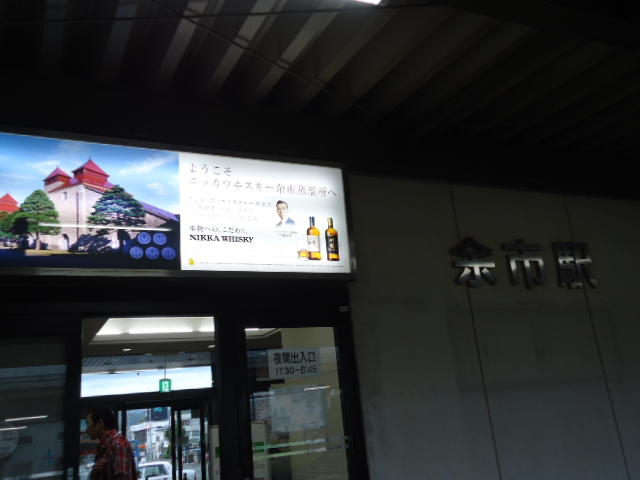 ようこそ
ニッカウヰスキー余市蒸溜所へ
本物への、こだわり。
NIKKA WHISKY
余市駅
夜間出入口
17:30～8:45